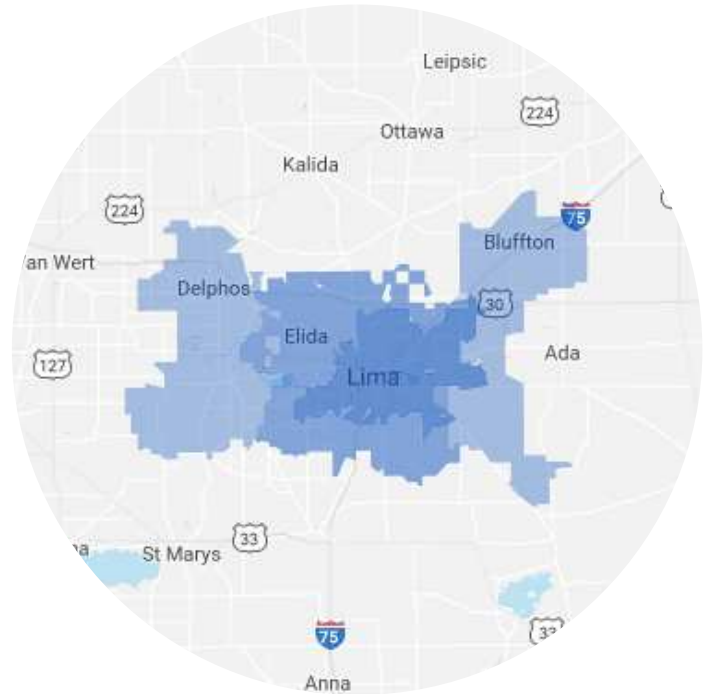 Leipsic
224
Ottawa
Kalida
224
75
Bluffton
an Wert
Delphos
30
Elida
Ada
127
Lima
33
St Marys
75
33
Anna